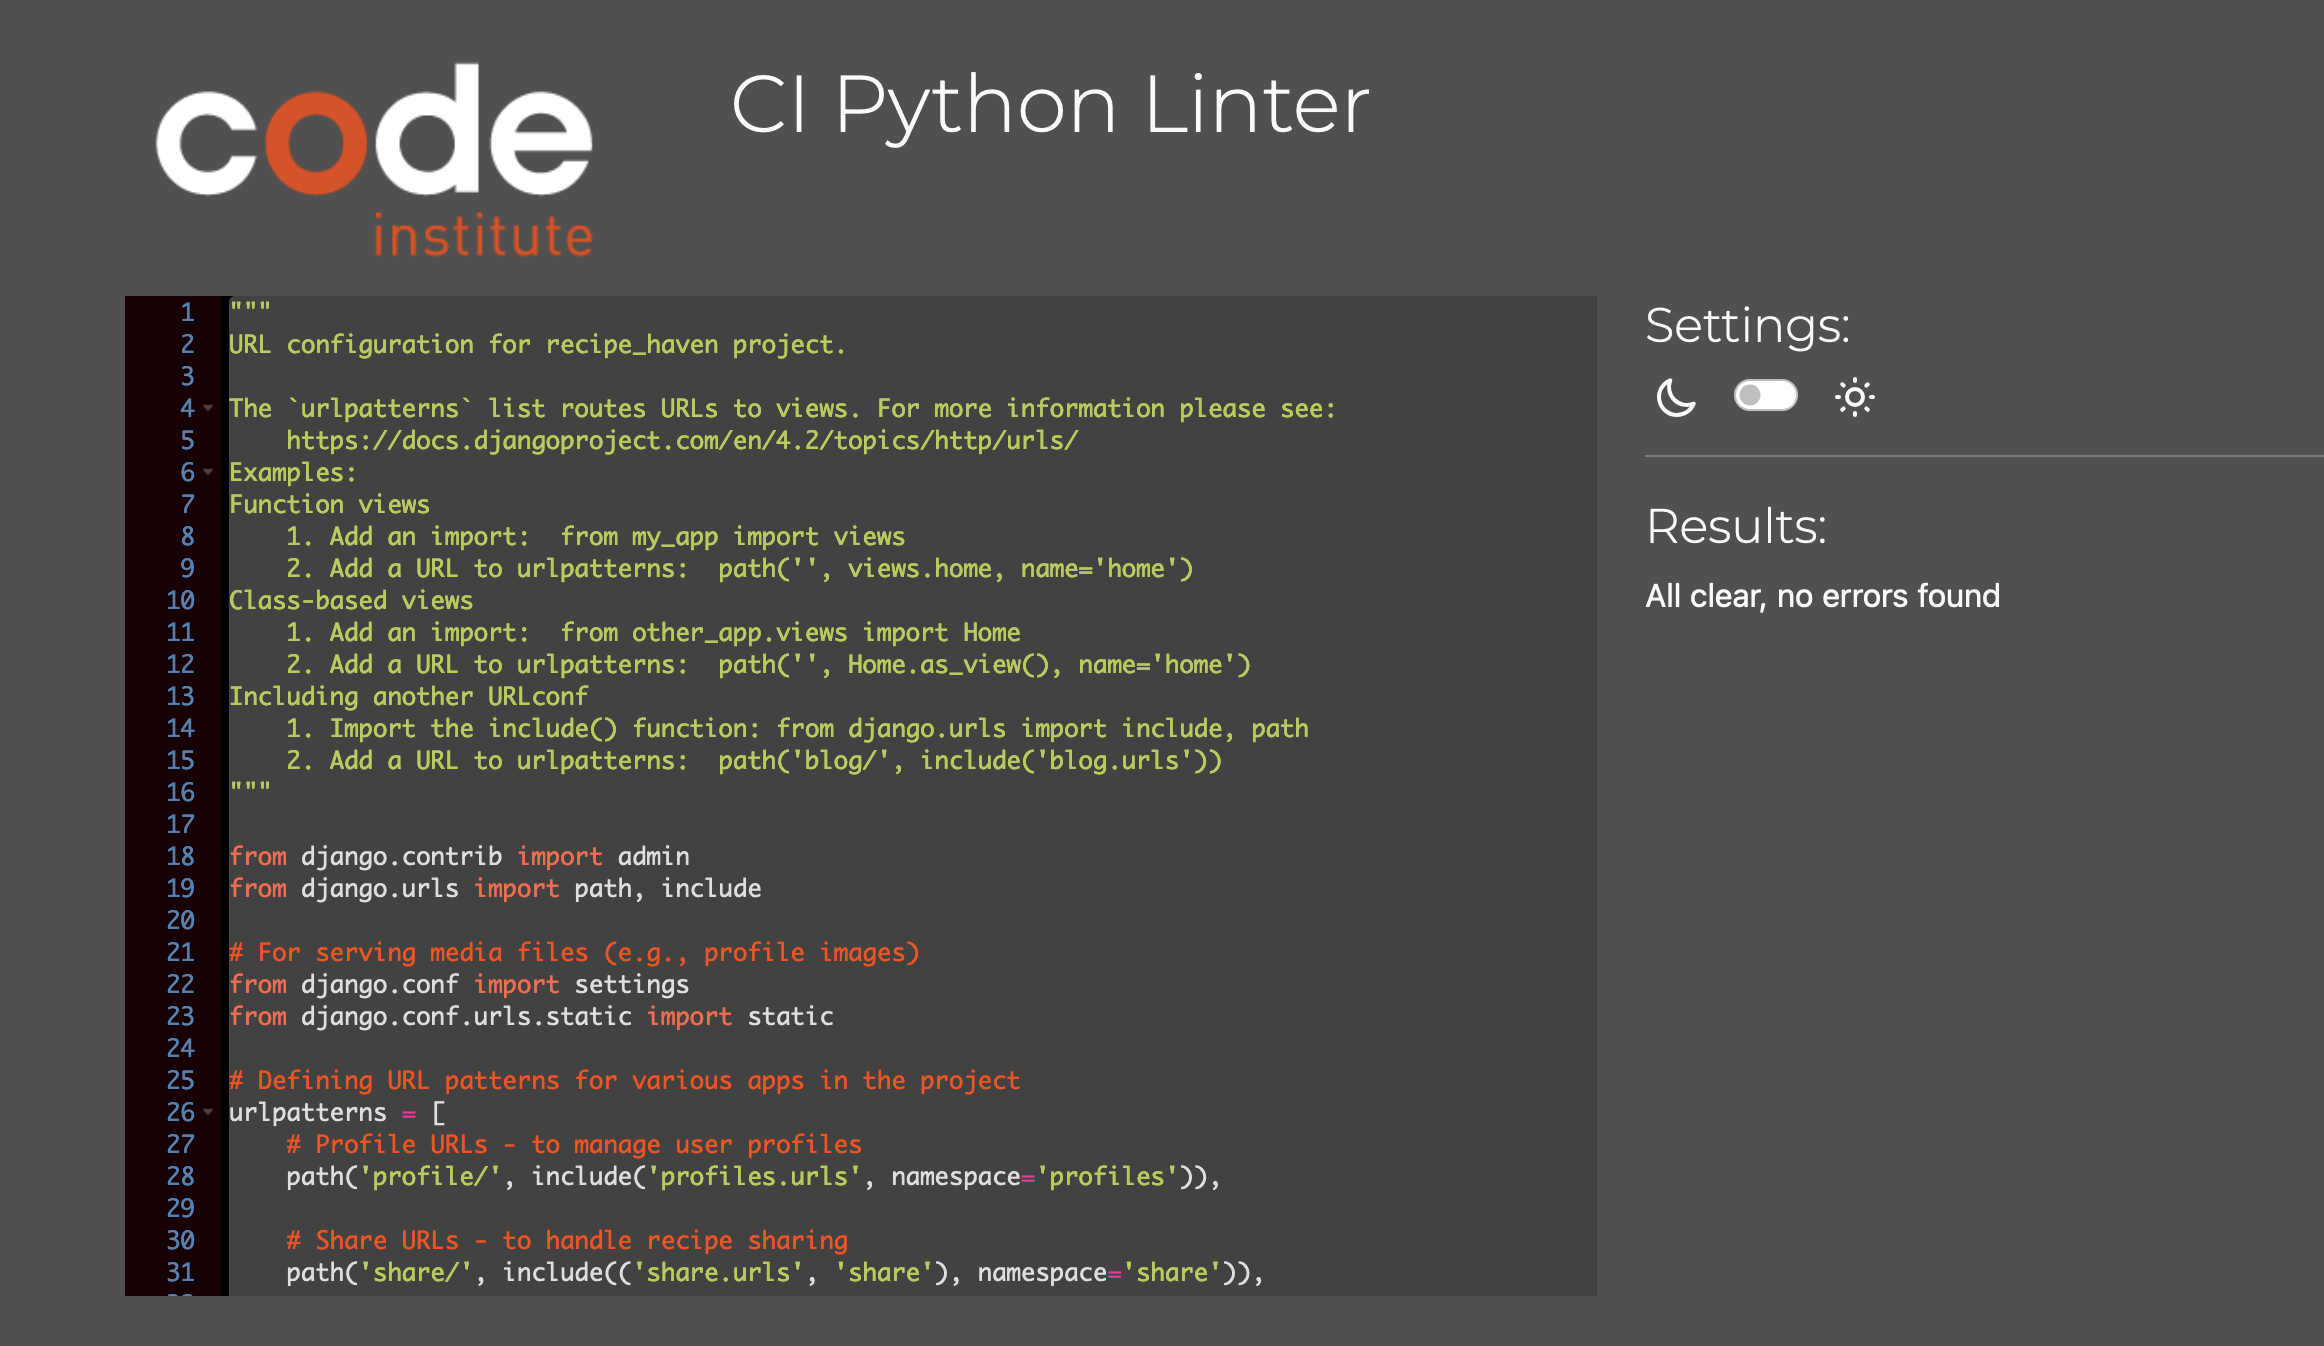 code
institute
CI Python Linter
1 """
2 URL configuration for recipe_haven project.
3
4 The `urlpatterns` list routes URLs to views. For more information please see:
5     https://docs.djangoproject.com/en/4.2/topics/http/urls/
6 Examples:
7 Function views
8     1. Add an import:  from my_app import views
9     2. Add a URL to urlpatterns:  path('', views.home, name='home')
10 Class-based views
11     1. Add an import:  from other_app.views import Home
12     2. Add a URL to urlpatterns:  path('', Home.as_view(), name='home')
13 Including another URLconf
14     1. Import the include() function: from django.urls import include, path
15     2. Add a URL to urlpatterns:  path('blog/', include('blog.urls'))
16 """
17
18 from django.contrib import admin
19 from django.urls import path, include
20
21 # For serving media files (e.g., profile images)
22 from django.conf import settings
23 from django.conf.urls.static import static
24
25 # Defining URL patterns for various apps in the project
26 urlpatterns = [
27     # Profile URLs - to manage user profiles
28     path('profile/', include('profiles.urls', namespace='profiles')),
29
30     # Share URLs - to handle recipe sharing
31     path('share/', include(('share.urls', 'share'), namespace='share')),
Settings:
Results:
All clear, no errors found